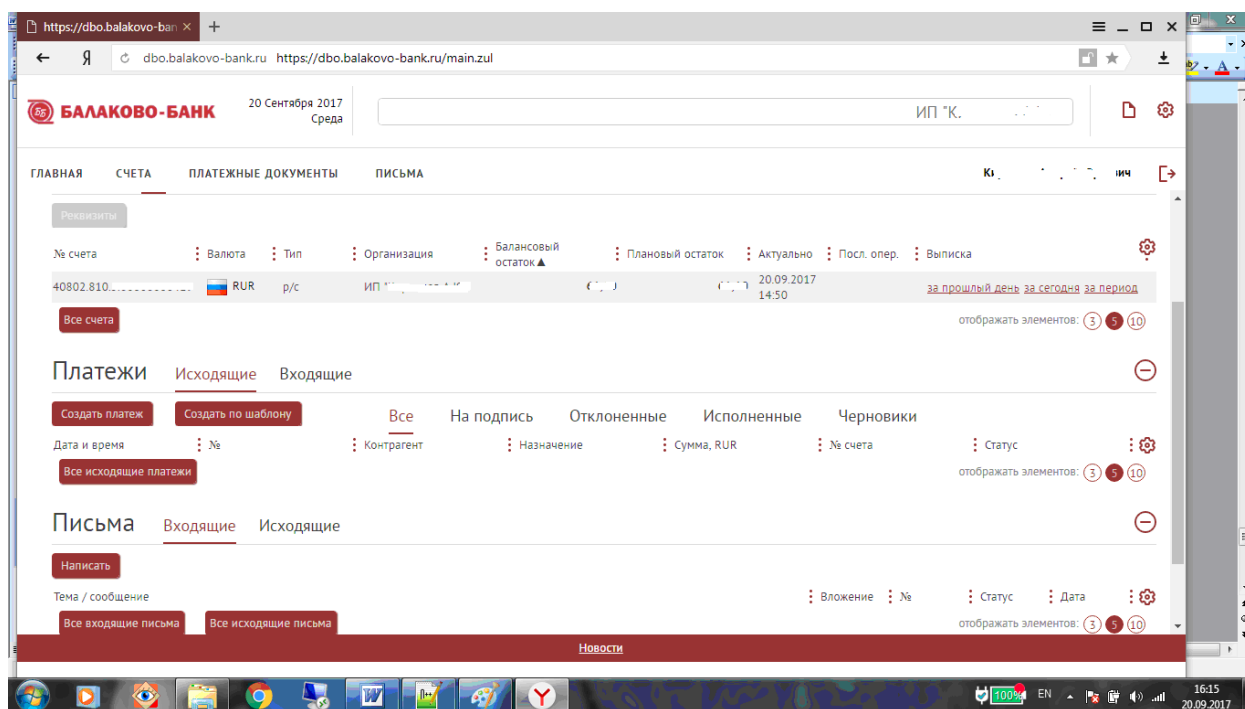 https://dbo.balakovo-ban
dbo.balakovo-bank.ru https://dbo.balakovo-bank.ru/main.zul
БАЛАКОВО-БАНК
20 Сентября 2017
Среда
ИП "К.
ГЛАВНАЯ СЧЕТА ПЛАТЕЖНЫЕ ДОКУМЕНТЫ ПИСЬМА
Реквизиты
№ счета Валюта Тип Организация Балансовый остаток▲ Плановый остаток Актуально Посл. опер. Выписка
40802.810. RUR р/с ИП 20.09.2017 14:50 за прошлый день за сегодня за период
Все счета отображать элементов: 3 5 10
Платежи Исходящие Входящие
Создать платеж Создать по шаблону Все На подпись Отклоненные Исполненные Черновики
Дата и время № Контрагент Назначение Сумма, RUR № счета Статус
Все исходящие платежи отображать элементов: 3 5 10
Письма Входящие Исходящие
Написать
Тема / сообщение Вложение № Статус Дата
Все входящие письма Все исходящие письма отображать элементов: 3 5 10
Новости
100% EN 16:15
20.09.2017